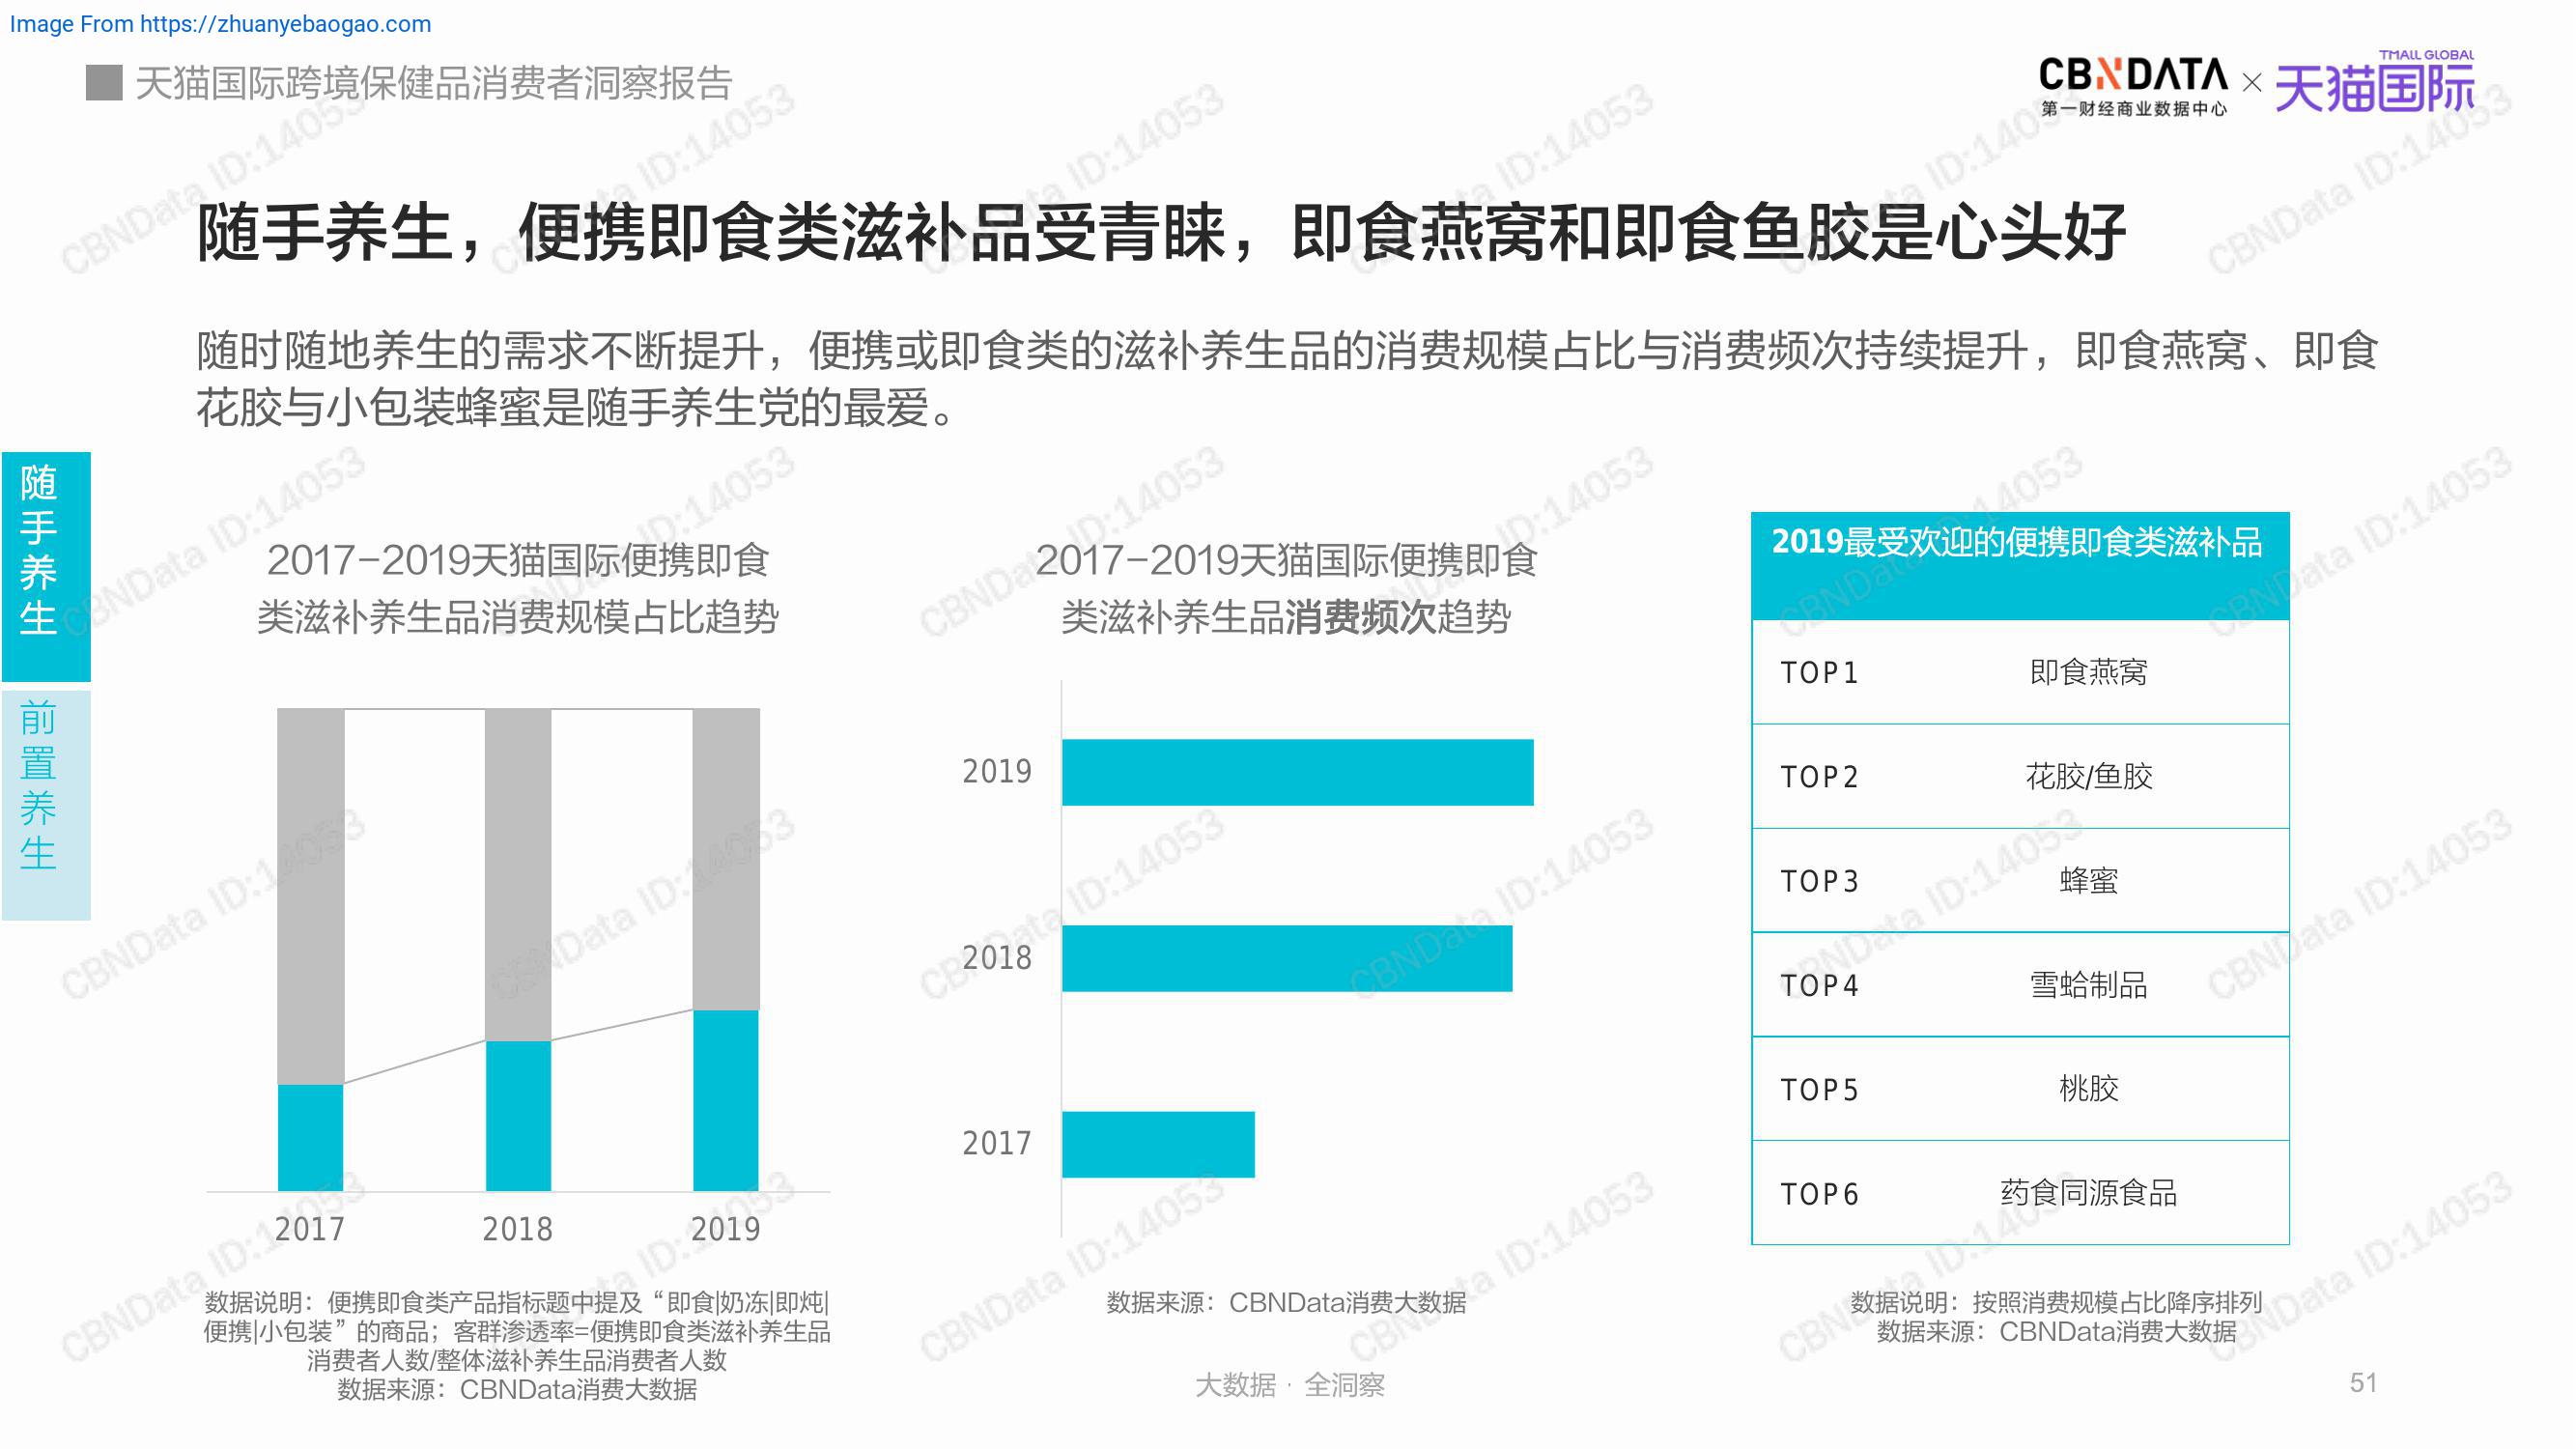 Image From https://zhuanyebaogao.com
天猫国际跨境保健品消费者洞察报告
CBNDATA
第一财经商业数据中心
×
TMALL GLOBAL
天猫国际
随手养生，便携即食类滋补品受青睐，即食燕窝和即食鱼胶是心头好
随时随地养生的需求不断提升，便携或即食类的滋补养生品的消费规模占比与消费频次持续提升，即食燕窝、即食
花胶与小包装蜂蜜是随手养生党的最爱。
随手养生
前置养生
2017-2019天猫国际便携即食
类滋补养生品消费规模占比趋势
2017
2018
2019
数据说明：便携即食类产品指标题中提及“即食|奶冻|即炖|
便携|小包装”的商品；客群渗透率=便携即食类滋补养生品
消费者人数/整体滋补养生品消费者人数
数据来源：CBNData消费大数据
2017-2019天猫国际便携即食
类滋补养生品消费频次趋势
2019
2018
2017
数据来源：CBNData消费大数据
2019最受欢迎的便携即食类滋补品
TOP1 即食燕窝
TOP2 花胶/鱼胶
TOP3 蜂蜜
TOP4 雪蛤制品
TOP5 桃胶
TOP6 药食同源食品
数据说明：按照消费规模占比降序排列
数据来源：CBNData消费大数据
大数据 · 全洞察
51
CBNData ID:14053